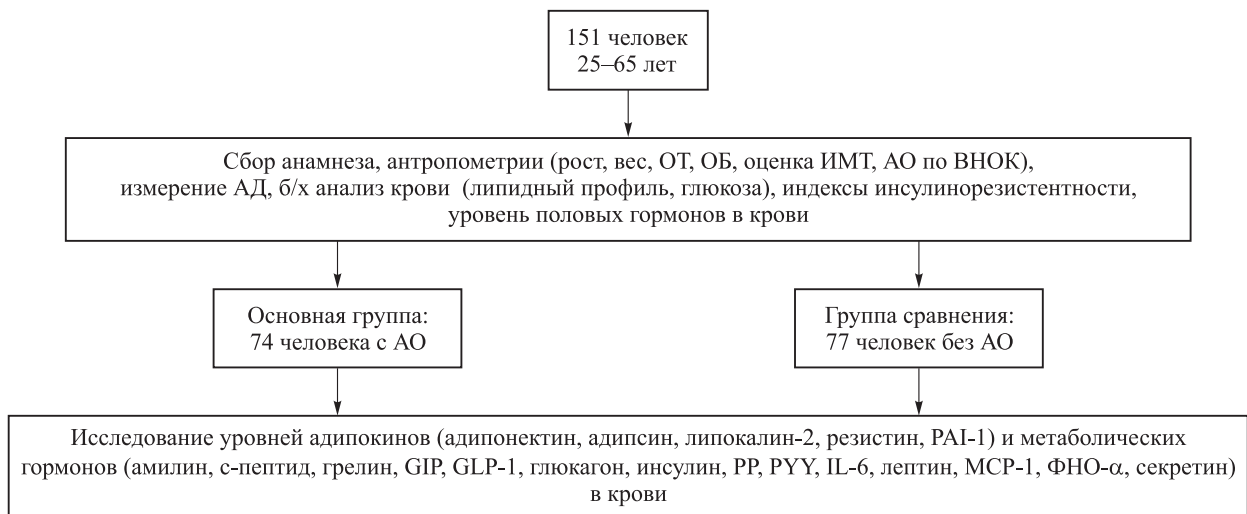 151 человек
25–65 лет
Сбор анамнеза, антропометрии (рост, вес, ОТ, ОБ, оценка ИМТ, АО по ВНОК),
измерение АД, б/х анализ крови (липидный профиль, глюкоза), индексы инсулинорезистентности,
уровень половых гормонов в крови
Основная группа:
74 человека с АО
Группа сравнения:
77 человек без АО
Исследование уровней адипокинов (адипонектин, адипсин, липокалин-2, резистин, PAI-1) и метаболических
гормонов (амилин, с-пептид, грелин, GIP, GLP-1, глюкагон, инсулин, PP, PYY, IL-6, лептин, MCP-1, ФНО-α, секретин)
в крови